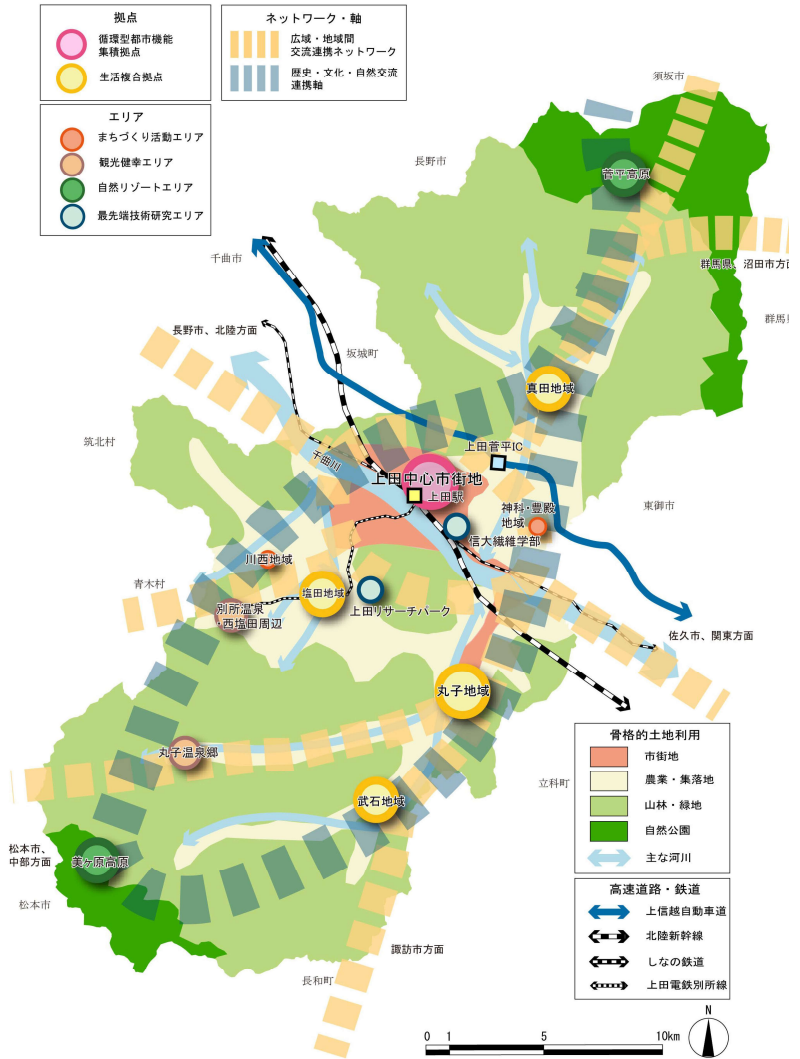 拠点
循環型都市機能
集積拠点
生活複合拠点
ネットワーク・軸
広域・地域間
交流連携ネットワーク
歴史・文化・自然交流
連携軸
エリア
まちづくり活動エリア
観光健幸エリア
自然リゾートエリア
最先端技術研究エリア
須坂市
長野市
菅平高原
千曲市
群馬県、沼田市方面
群馬県
長野市、北陸方面
坂城町
真田地域
筑北村
千曲川
上田菅平IC
上田中心市街地
上田駅
神科・豊殿
地域
東御市
信大繊維学部
川西地域
青木村
塩田地域
上田リサーチパーク
別所温泉
・西塩田周辺
佐久市、関東方面
丸子地域
丸子温泉郷
立科町
武石地域
松本市、
中部方面
美ヶ原高原
松本市
諏訪市方面
長和町
骨格的土地利用
市街地
農業・集落地
山林・緑地
自然公園
主な河川
高速道路・鉄道
上信越自動車道
北陸新幹線
しなの鉄道
上田電鉄別所線
N
0 1 5 10km